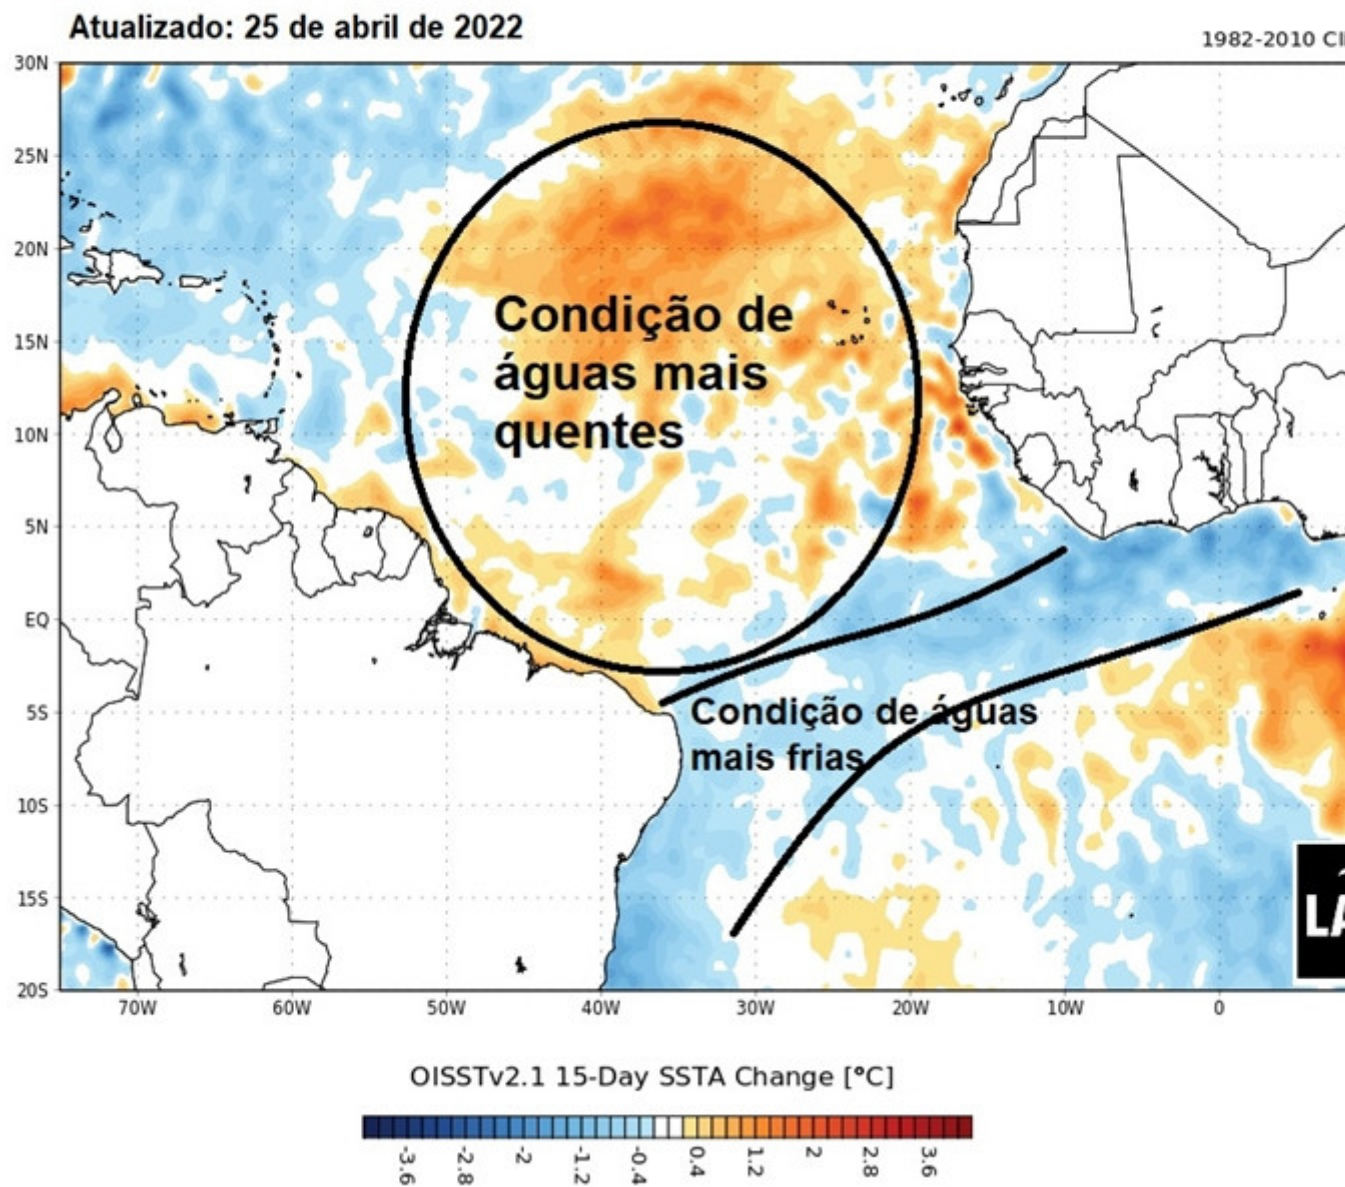 Atualizado: 25 de abril de 2022
1982-2010
30N
25N
20N
15N
10N
5N
EQ
5S
10S
15S
20S
Condição de
águas mais
quentes
Condição de águas
mais frias
70W
60W
50W
40W
30W
20W
10W
0
OISSTv2.1 15-Day SSTA Change [°C]
-3.6
-2.8
-2
-1.2
-0.4
0.4
1.2
2
2.8
3.6